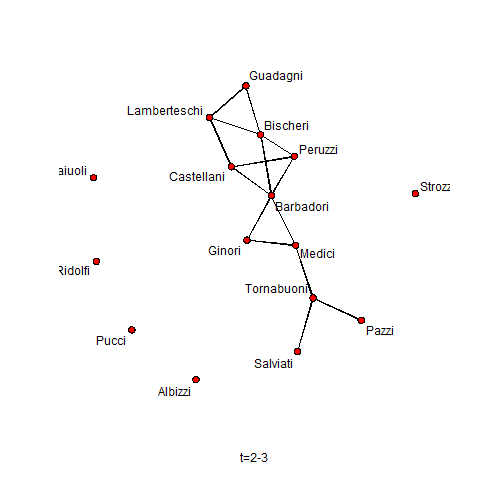 Guadagni
Lamberteschi
Bischeri
Peruzzi
Castellani
aiuoli
Strozz
Barbadori
Ginori
Medici
Ridolfi
Tornabuoni
Pazzi
Pucci
Salviati
Albizzi
t=2-3